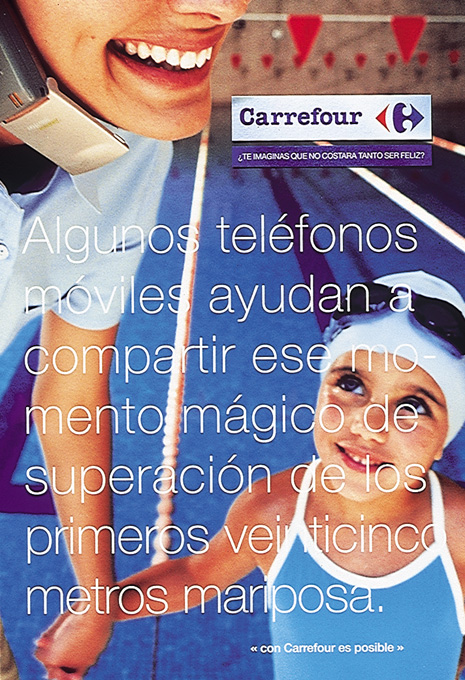 Carrefour
¿TE IMAGINAS QUE NO COSTARA TANTO SER FELIZ?
Algunos teléfonos
móviles ayudan a
compartir ese mo-
mento mágico de
superación de los
primeros veinticinco
metros mariposa.
« con Carrefour es posible »